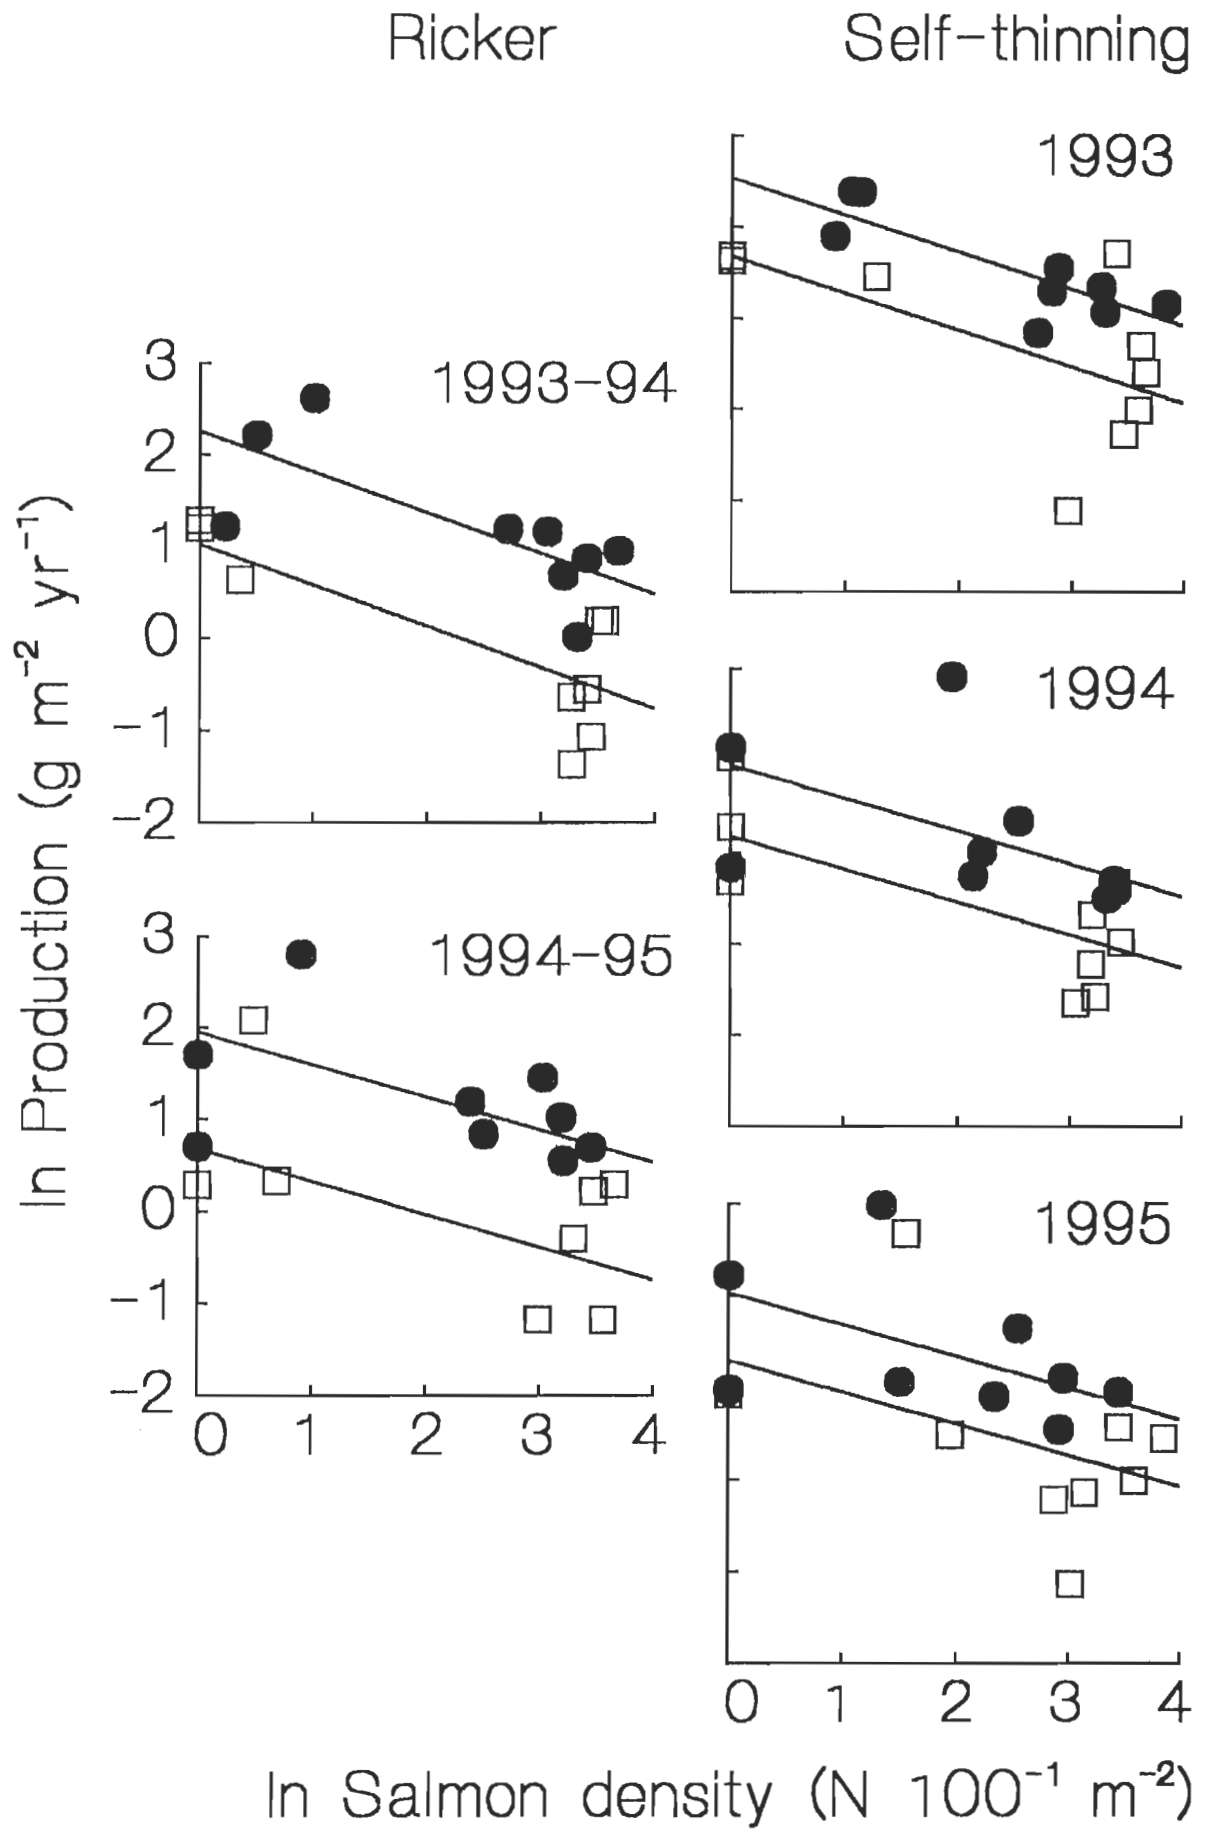 Ricker
Self-thinning
1993
3
2
1
0
-1
-2
1993-94
1994
3
2
1
0
-1
-2
1994-95
0 1 2 3 4
1995
0 1 2 3 4
ln Production (g m⁻² yr⁻¹)
ln Salmon density (N 100⁻¹ m⁻²)